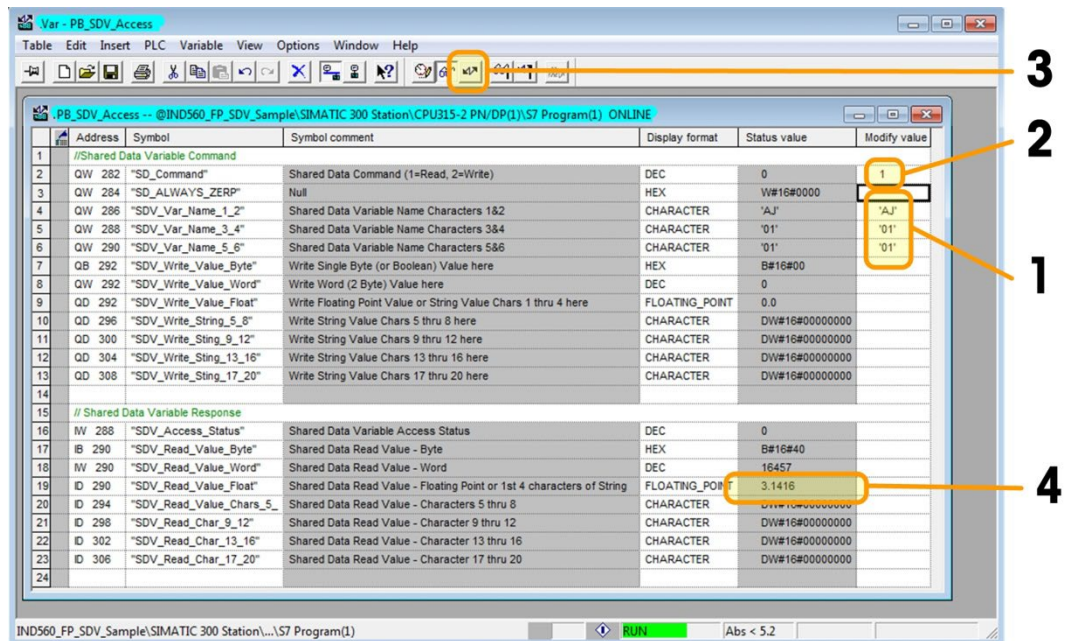 .Var - PB_SDV_Access
Table Edit Insert PLC Variable View Options Window Help
3
.PB_SDV_Access -- @IND560_FP_SDV_Sample\SIMATIC 300 Station\CPU315-2 PN/DP(1)\S7 Program(1) ONLINE
Address Symbol Symbol comment Display format Status value Modify value
2
1 //Shared Data Variable Command
2 QW 282 "SD_Command" Shared Data Command (1=Read, 2=Write) DEC 0 1
3 QW 284 "SD_ALWAYS_ZERP" Null HEX W#16#0000
4 QW 286 "SDV_Var_Name_1_2" Shared Data Variable Name Characters 1&2 CHARACTER 'AJ' 'AJ'
5 QW 288 "SDV_Var_Name_3_4" Shared Data Variable Name Characters 3&4 CHARACTER '01' '01'
6 QW 290 "SDV_Var_Name_5_6" Shared Data Variable Name Characters 5&6 CHARACTER '01' '01'
1
7 QB 292 "SDV_Write_Value_Byte" Write Single Byte (or Boolean) Value here HEX B#16#00
8 QW 292 "SDV_Write_Value_Word" Write Word (2 Byte) Value here DEC 0
9 QD 292 "SDV_Write_Value_Float" Write Floating Point Value or String Value Chars 1 thru 4 here FLOATING_POINT 0.0
10 QD 296 "SDV_Write_String_5_8" Write String Value Chars 5 thru 8 here CHARACTER DW#16#00000000
11 QD 300 "SDV_Write_Sting_9_12" Write String Value Chars 9 thru 12 here CHARACTER DW#16#00000000
12 QD 304 "SDV_Write_Sting_13_16" Write String Value Chars 13 thru 16 here CHARACTER DW#16#00000000
13 QD 308 "SDV_Write_Sting_17_20" Write String Value Chars 17 thru 20 here CHARACTER DW#16#00000000
14
15 // Shared Data Variable Response
16 IW 288 "SDV_Access_Status" Shared Data Variable Access Status DEC 0
17 IB 290 "SDV_Read_Value_Byte" Shared Data Read Value - Byte HEX B#16#40
18 IW 290 "SDV_Read_Value_Word" Shared Data Read Value - Word DEC 16457
19 ID 290 "SDV_Read_Value_Float" Shared Data Read Value - Floating Point or 1st 4 characters of String FLOATING_POINT 3.1416
4
20 ID 294 "SDV_Read_Value_Chars_5_ Shared Data Read Value - Characters 5 thru 8 CHARACTER DW#16#00000000
21 ID 298 "SDV_Read_Char_9_12" Shared Data Read Value - Character 9 thru 12 CHARACTER DW#16#00000000
22 ID 302 "SDV_Read_Char_13_16" Shared Data Read Value - Character 13 thru 16 CHARACTER DW#16#00000000
23 ID 306 "SDV_Read_Char_17_20" Shared Data Read Value - Character 17 thru 20 CHARACTER DW#16#00000000
24
IND560_FP_SDV_Sample\SIMATIC 300 Station\...\S7 Program(1) RUN Abs < 5.2